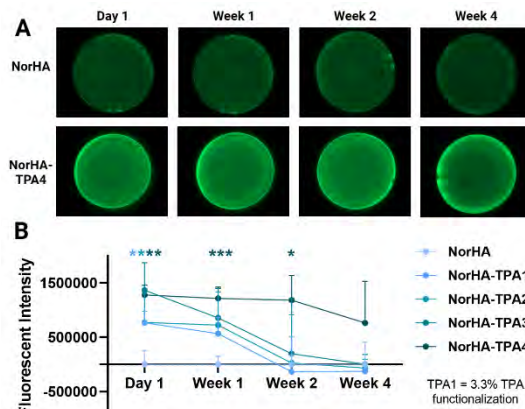 A
Day 1 Week 1 Week 2 Week 4
NorHA
NorHA-
TPA4
B
**** *** *
Fluorescent Intensity
1500000
500000
-500000
Day 1 Week 1 Week 2 Week 4
NorHA
NorHA-TPA1
NorHA-TPA2
NorHA-TPA3
NorHA-TPA4
TPA1 = 3.3% TPA
functionalization